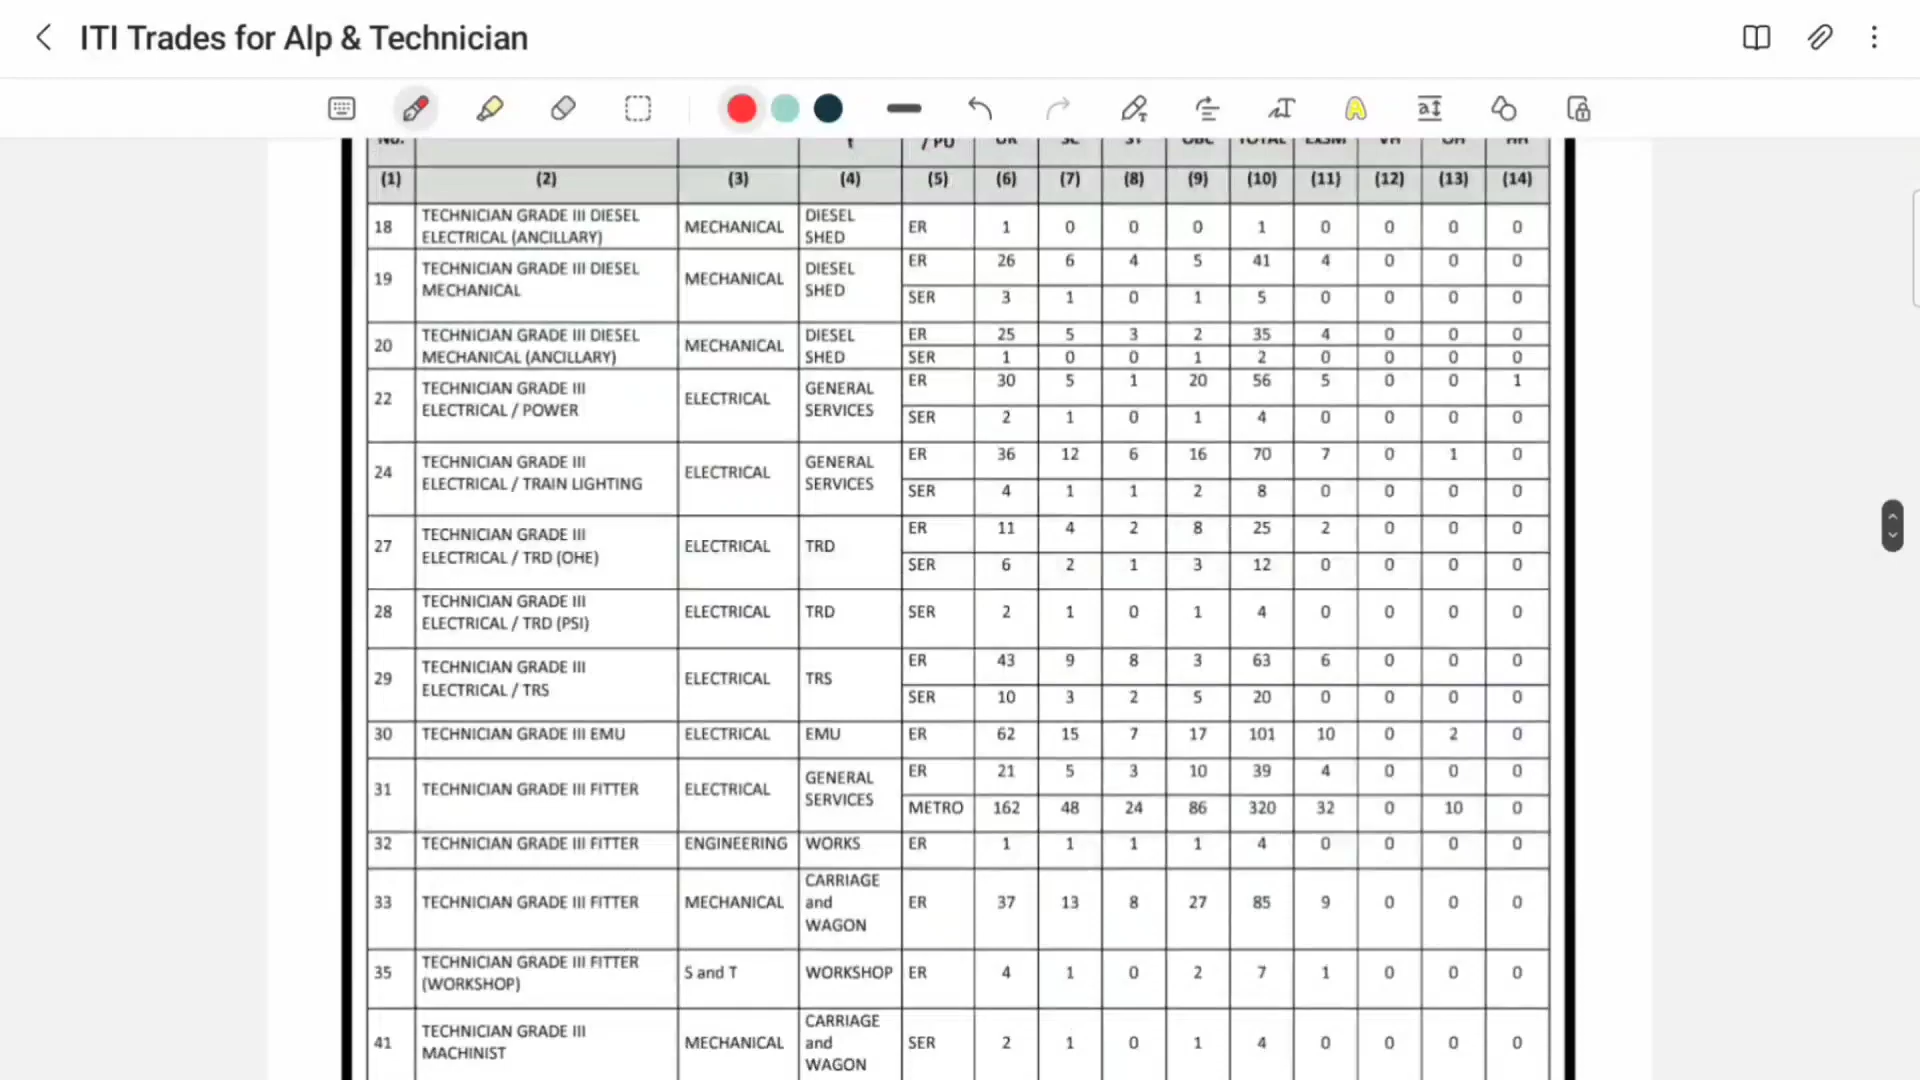 ITI Trades for Alp & Technician
(1) (2) (3) (4) (5) (6) (7) (8) (9) (10) (11) (12) (13) (14)
18 TECHNICIAN GRADE III DIESEL ELECTRICAL (ANCILLARY) MECHANICAL DIESEL SHED ER 1 0 0 0 1 0 0 0 0
19 TECHNICIAN GRADE III DIESEL MECHANICAL MECHANICAL DIESEL SHED ER 26 6 4 5 41 4 0 0 0
SER 3 1 0 1 5 0 0 0 0
20 TECHNICIAN GRADE III DIESEL MECHANICAL (ANCILLARY) MECHANICAL DIESEL SHED ER 25 5 3 2 35 4 0 0 0
SER 1 0 0 1 2 0 0 0 0
22 TECHNICIAN GRADE III ELECTRICAL / POWER ELECTRICAL GENERAL SERVICES ER 30 5 1 20 56 5 0 0 1
SER 2 1 0 1 4 0 0 0 0
24 TECHNICIAN GRADE III ELECTRICAL / TRAIN LIGHTING ELECTRICAL GENERAL SERVICES ER 36 12 6 16 70 7 0 1 0
SER 4 1 1 2 8 0 0 0 0
27 TECHNICIAN GRADE III ELECTRICAL / TRD (OHE) ELECTRICAL TRD ER 11 4 2 8 25 2 0 0 0
SER 6 2 1 3 12 0 0 0 0
28 TECHNICIAN GRADE III ELECTRICAL / TRD (PSI) ELECTRICAL TRD SER 2 1 0 1 4 0 0 0 0
29 TECHNICIAN GRADE III ELECTRICAL / TRS ELECTRICAL TRS ER 43 9 8 3 63 6 0 0 0
SER 10 3 2 5 20 0 0 0 0
30 TECHNICIAN GRADE III EMU ELECTRICAL EMU ER 62 15 7 17 101 10 0 2 0
31 TECHNICIAN GRADE III FITTER ELECTRICAL GENERAL SERVICES ER 21 5 3 10 39 4 0 0 0
METRO 162 48 24 86 320 32 0 10 0
32 TECHNICIAN GRADE III FITTER ENGINEERING WORKS ER 1 1 1 1 4 0 0 0 0
33 TECHNICIAN GRADE III FITTER MECHANICAL CARRIAGE and WAGON ER 37 13 8 27 85 9 0 0 0
35 TECHNICIAN GRADE III FITTER (WORKSHOP) S and T WORKSHOP ER 4 1 0 2 7 1 0 0 0
41 TECHNICIAN GRADE III MACHINIST MECHANICAL CARRIAGE and WAGON SER 2 1 0 1 4 0 0 0 0